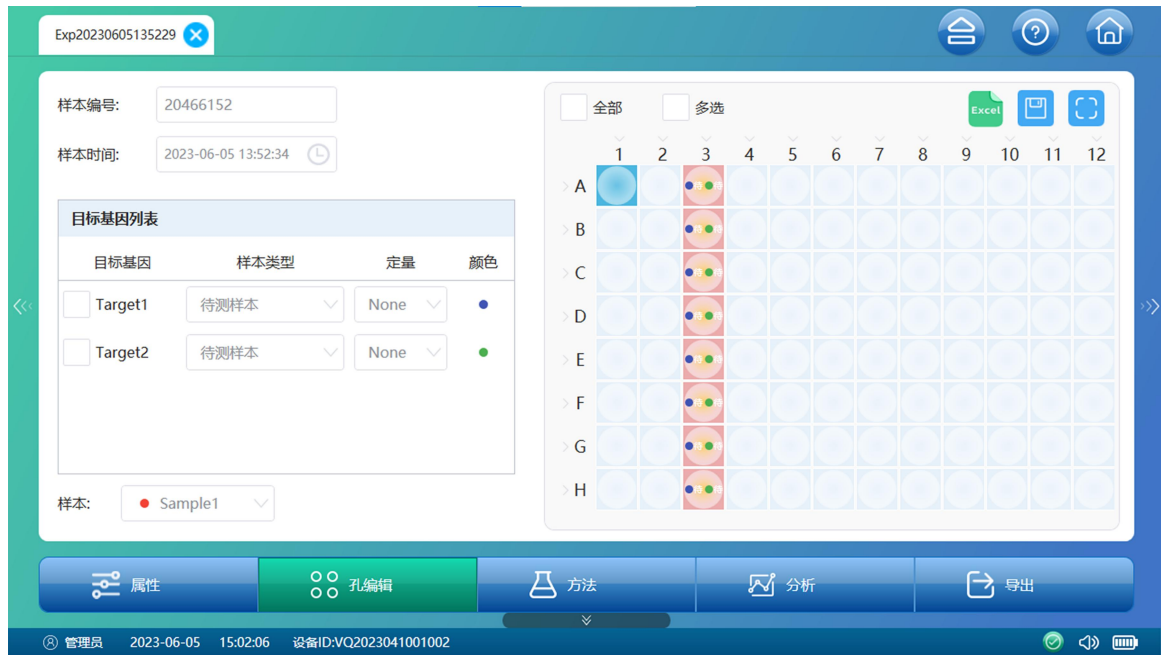 Exp20230605135229
样本编号: 20466152
样本时间: 2023-06-05 13:52:34
目标基因列表
目标基因 样本类型 定量 颜色
Target1 待测样本 None
Target2 待测样本 None
样本: Sample1
全部 多选 Excel
1 2 3 4 5 6 7 8 9 10 11 12
A
B
C
D
E
F
G
H
属性 孔编辑 方法 分析 导出
管理员 2023-06-05 15:02:06 设备ID:VQ2023041001002